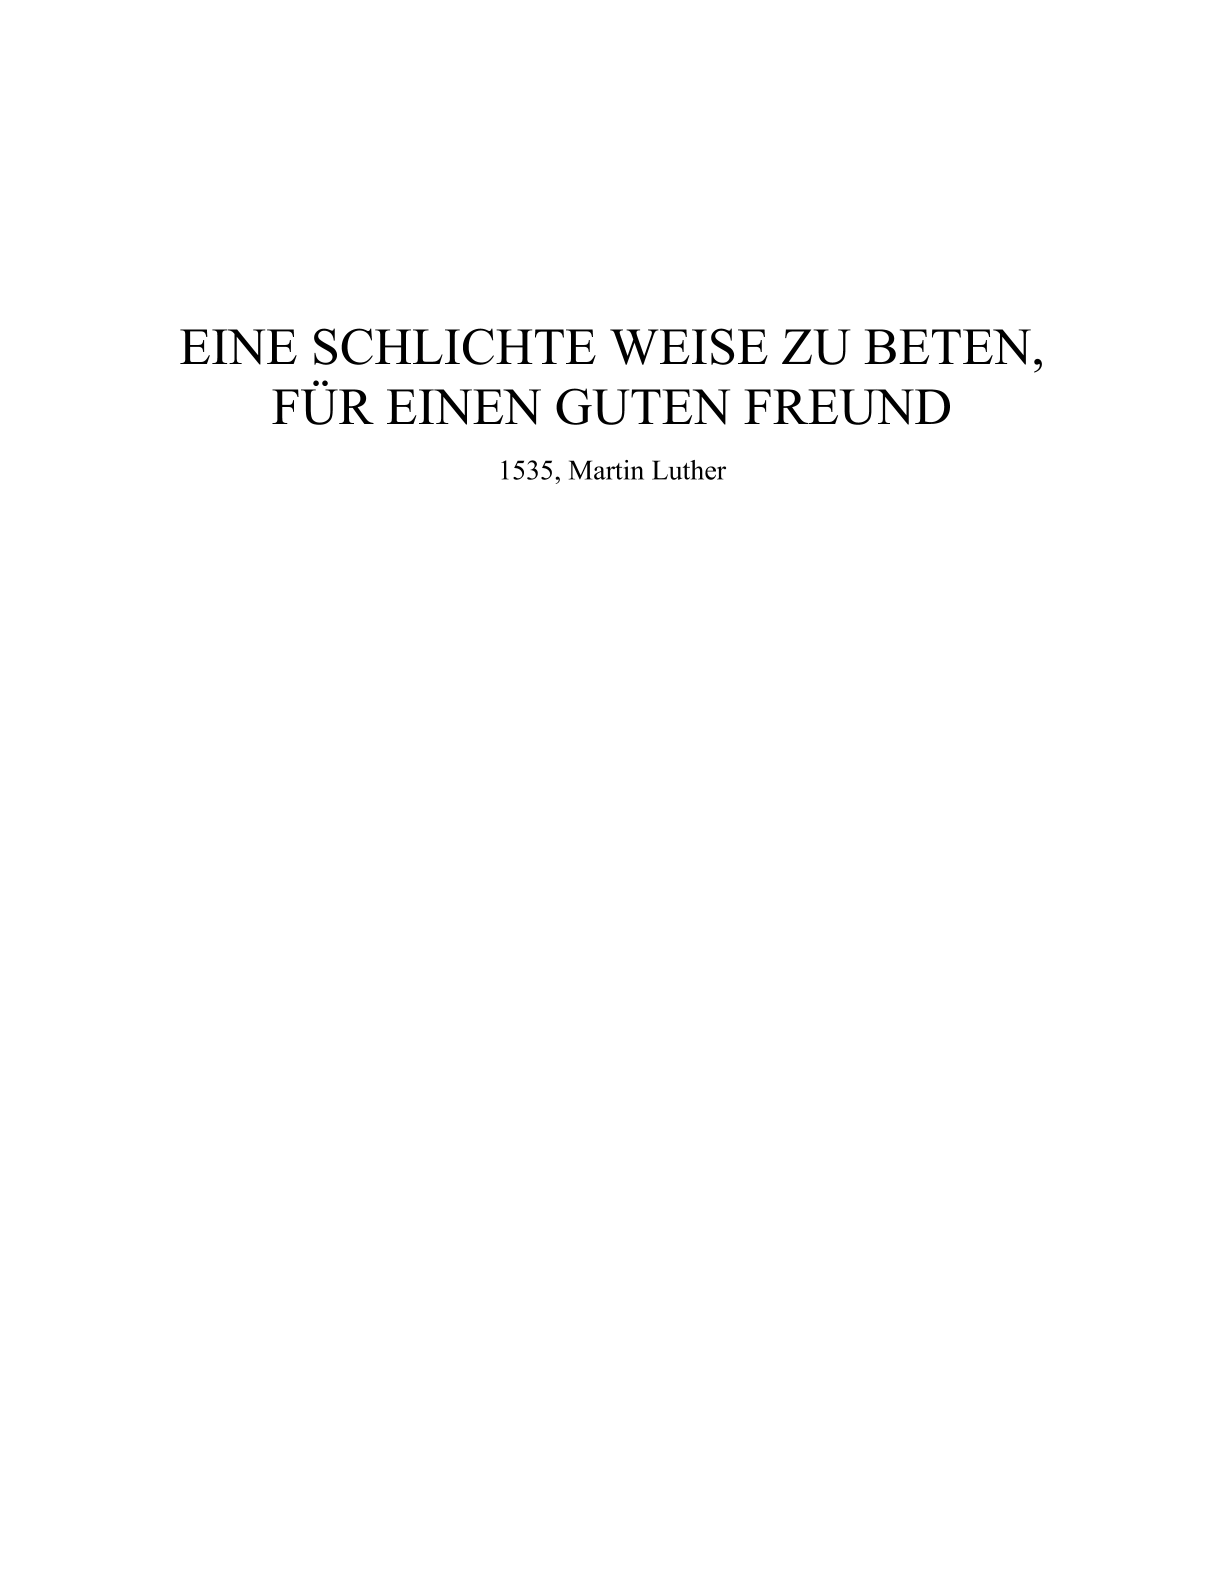 EINE SCHLICHTE WEISE ZU BETEN,
FÜR EINEN GUTEN FREUND
1535, Martin Luther